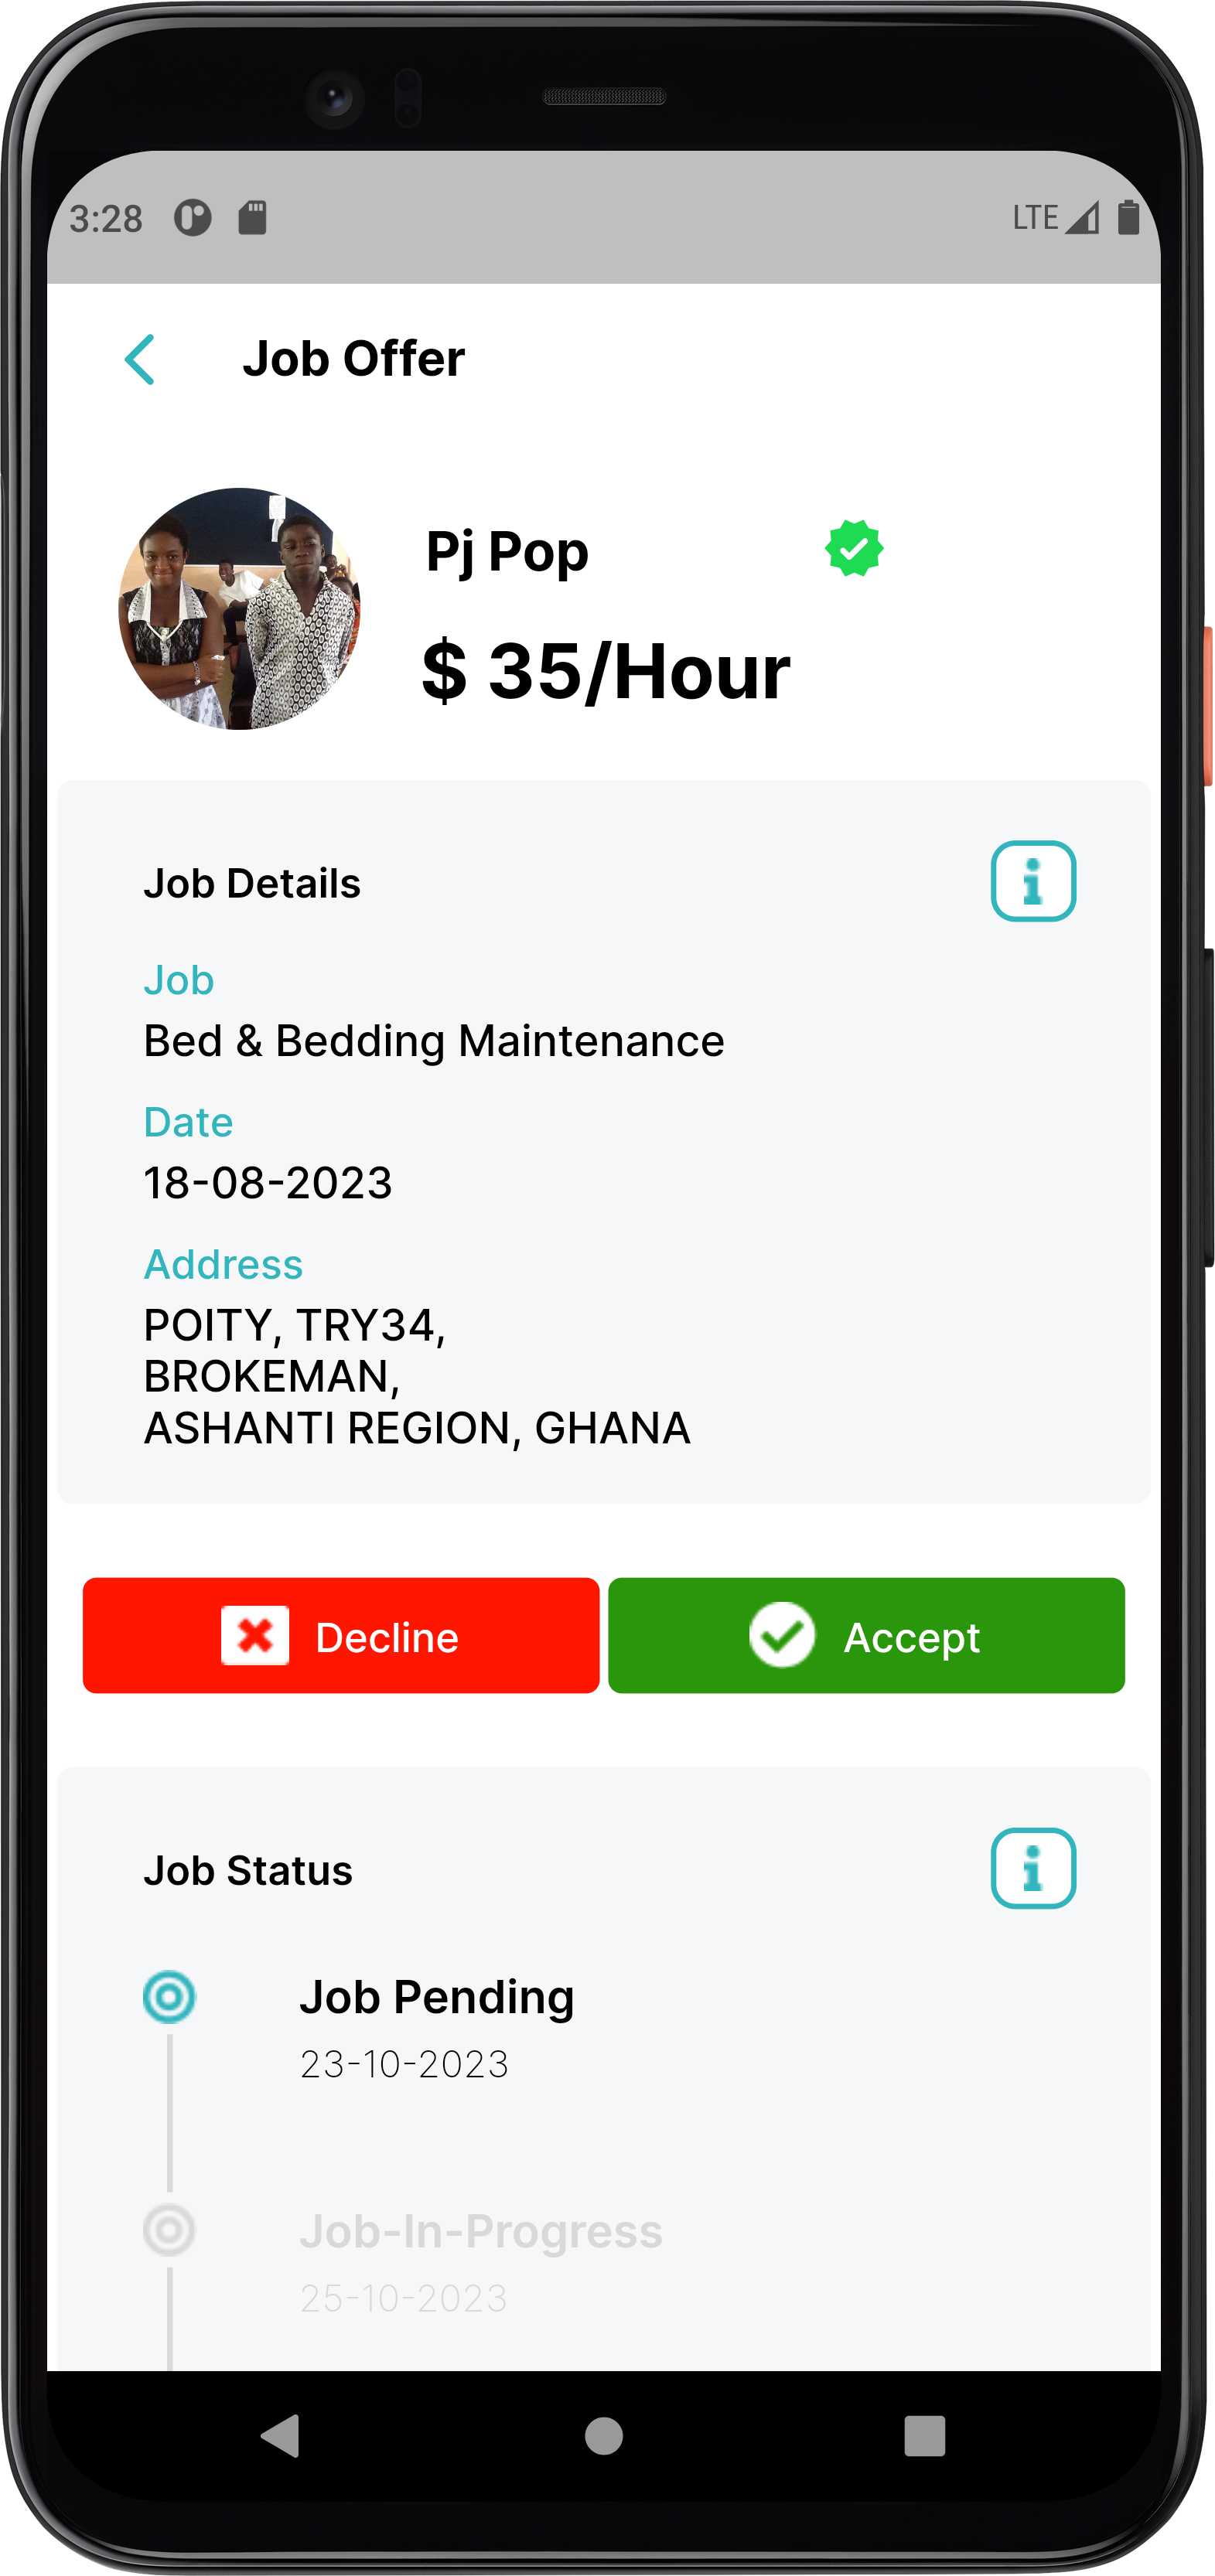 3:28 LTE
Job Offer
Pj Pop
$ 35/Hour
Job Details
Job
Bed & Bedding Maintenance
Date
18-08-2023
Address
POITY, TRY34,
BROKEMAN,
ASHANTI REGION, GHANA
Decline Accept
Job Status
Job Pending
23-10-2023
Job-In-Progress
25-10-2023